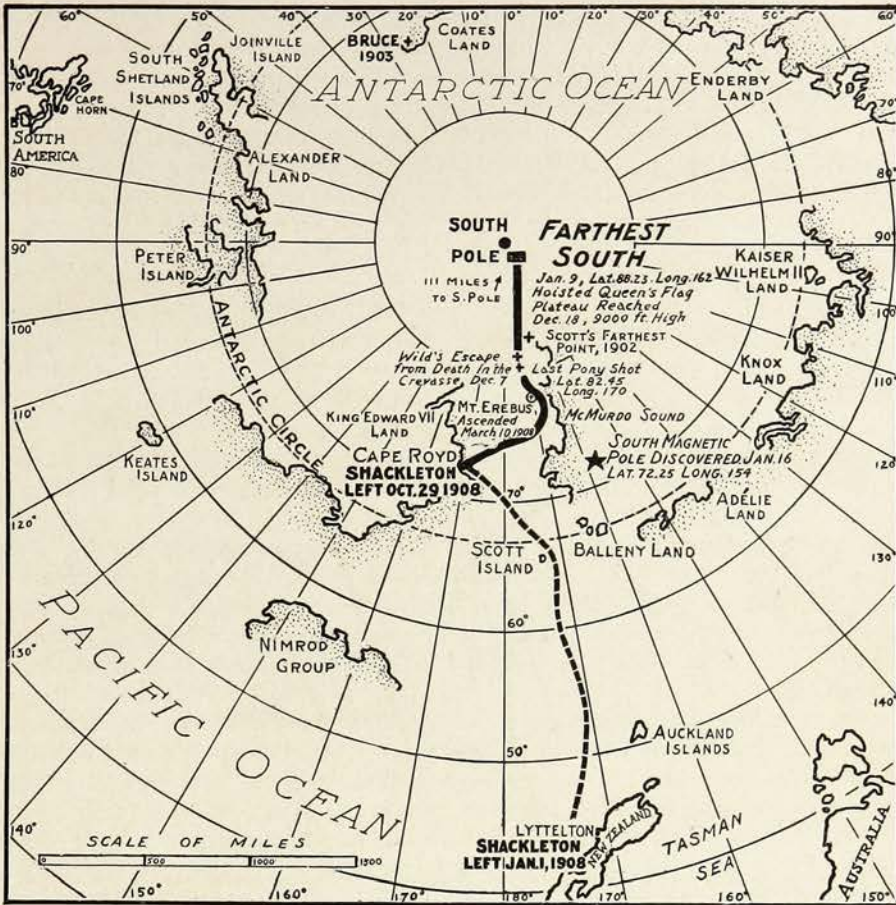 60°
50°
40°
30°
20°
10°
0°
10°
20°
30°
40°
50°
60°
SOUTH
SHETLAND
ISLANDS
JOINVILLE
ISLAND
BRUCE
1903
COATES
LAND
ENDERBY
LAND
ANTARCTIC OCEAN
70°
CAPE
HORN
SOUTH
AMERICA
70°
80°
ALEXANDER
LAND
80°
SOUTH
POLE
FARTHEST
SOUTH
90°
90°
PETER
ISLAND
KAISER
WILHELM II
LAND
111 MILES
TO S. POLE
Jan. 9, Lat. 88.23. Long. 162
Hoisted Queen's Flag
Plateau Reached
Dec. 18, 9000 ft. High
100°
100°
SCOTT'S FARTHEST
POINT, 1902
ANTARCTIC CIRCLE
Wild's Escape
from Death in the
Crevasse, Dec. 7
Last Pony Shot
Lat. 82.45
Long. 170
KNOX
LAND
110°
110°
KING EDWARD VII
LAND
MT. EREBUS,
Ascended
March 10 1908
MCMURDO SOUND
KEATES
ISLAND
CAPE ROYD
SHACKLETON
LEFT OCT. 29 1908
SOUTH MAGNETIC
POLE DISCOVERED JAN. 16
LAT. 72.25 LONG. 154
120°
120°
70°
ADÉLIE
LAND
SCOTT
ISLAND
BALLENY LAND
130°
130°
60°
NIMROD
GROUP
PACIFIC OCEAN
140°
50°
AUCKLAND
ISLANDS
140°
SCALE OF MILES
0
500
1000
1500
LYTTELTON
SHACKLETON
LEFT JAN. 1, 1908
NEW ZEALAND
TASMAN
SEA
AUSTRALIA
150°
160°
170°
180°
170°
160°
150°